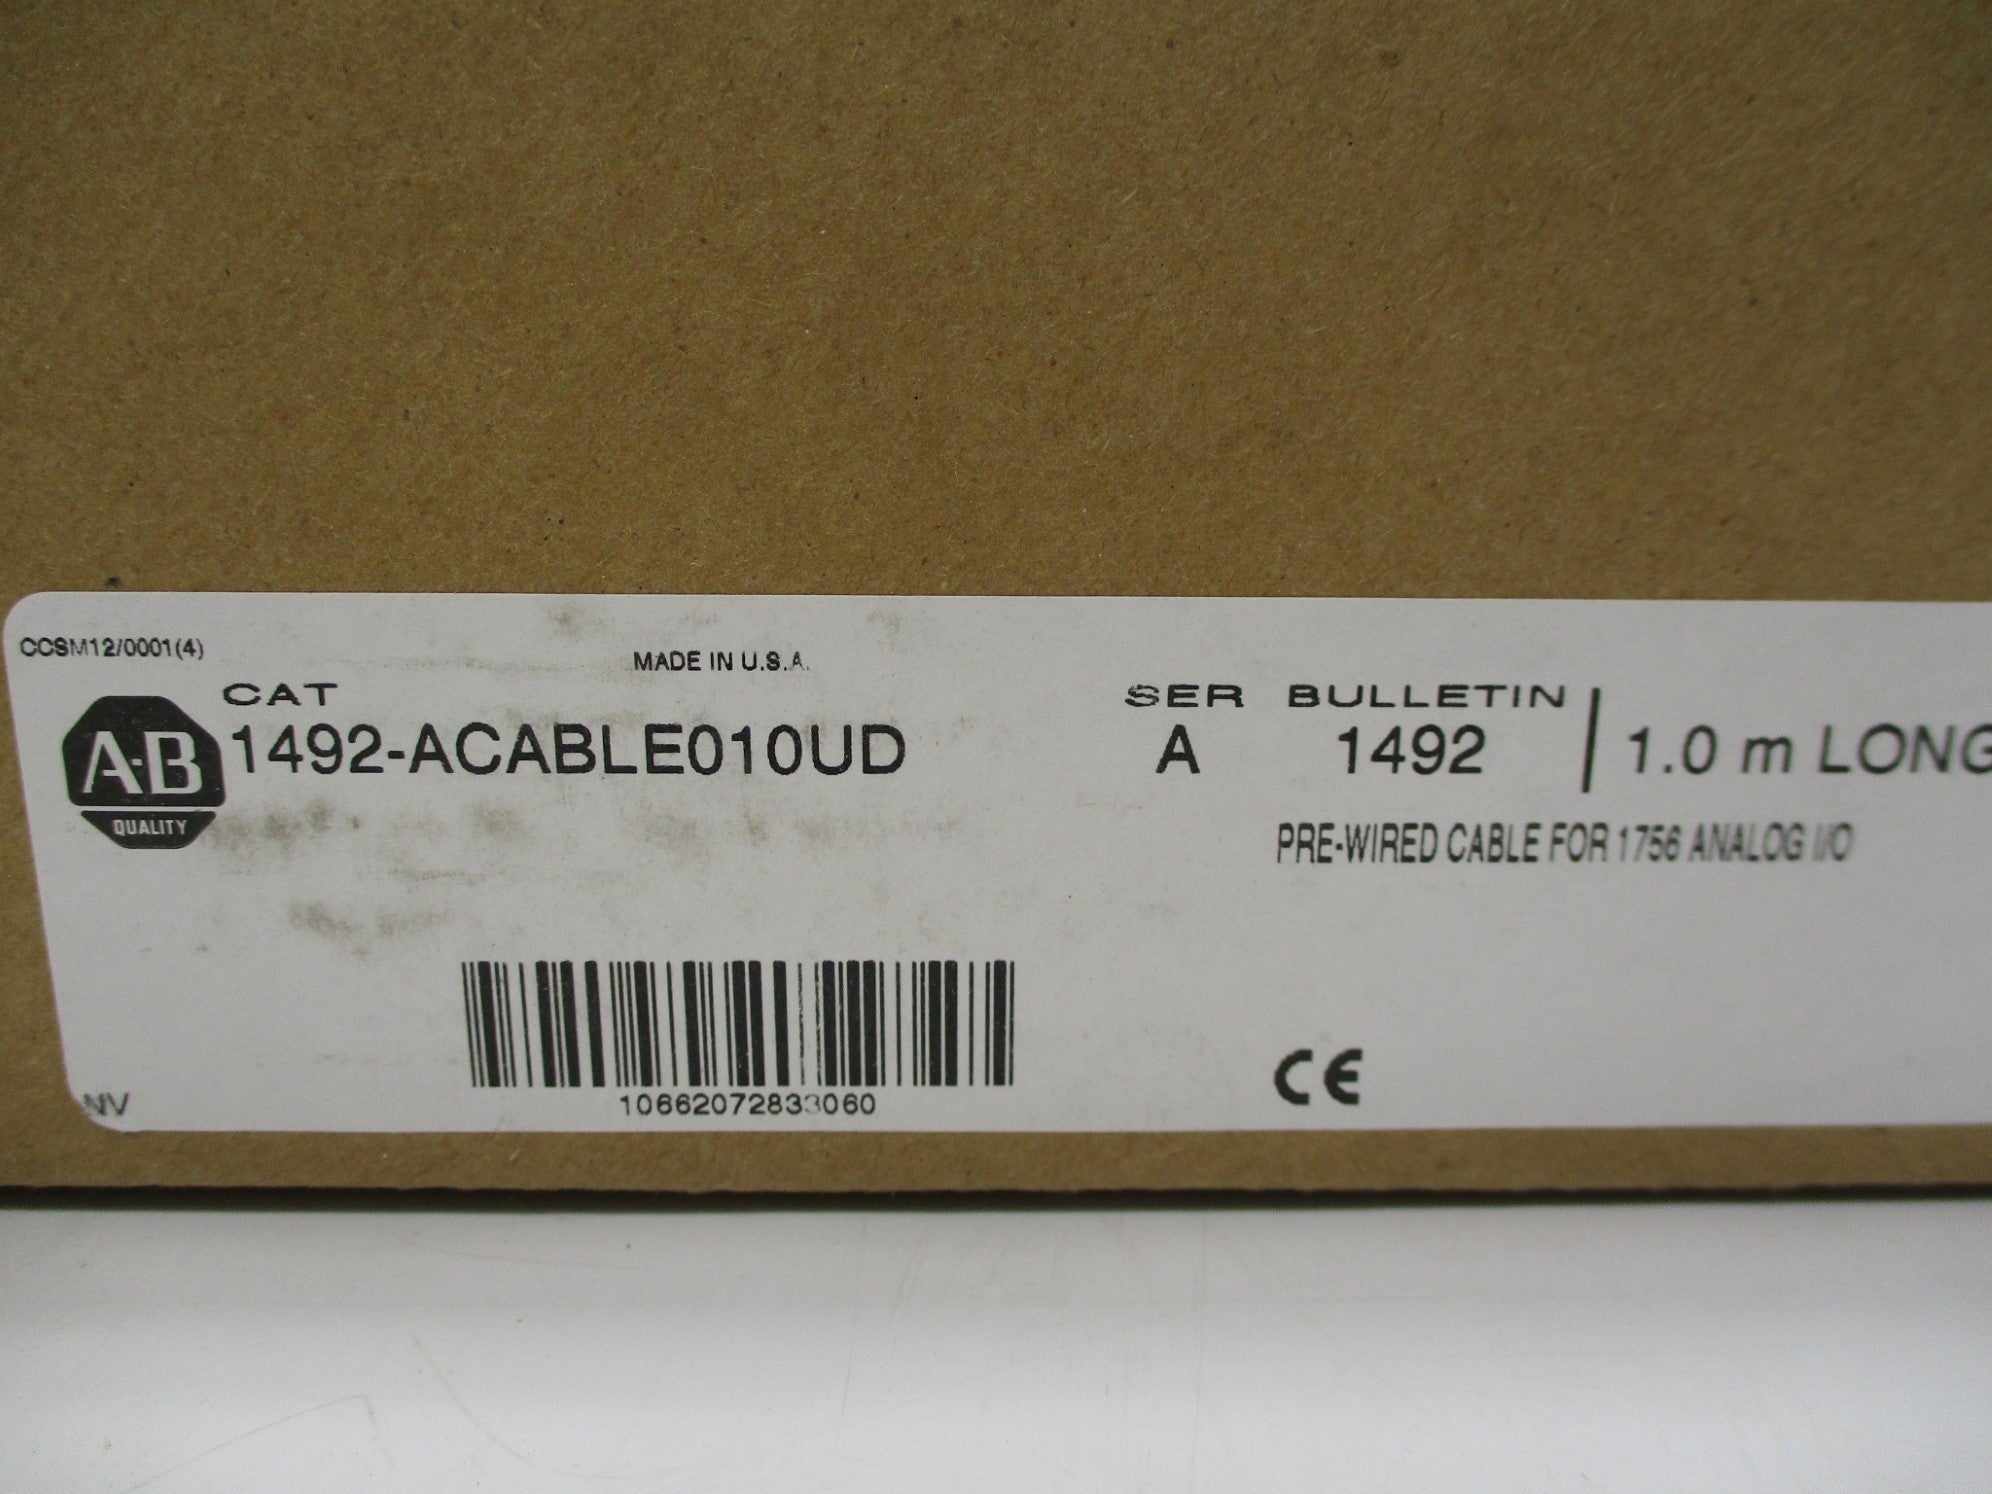 CCSM12/0001(4)
MADE IN U.S.A.
CAT
SER BULLETIN
A-B
QUALITY
1492-ACABLE010UD
A 1492 1.0 m LONG
PRE-WIRED CABLE FOR 1756 ANALOG I/O
10662072833060
CE
NV